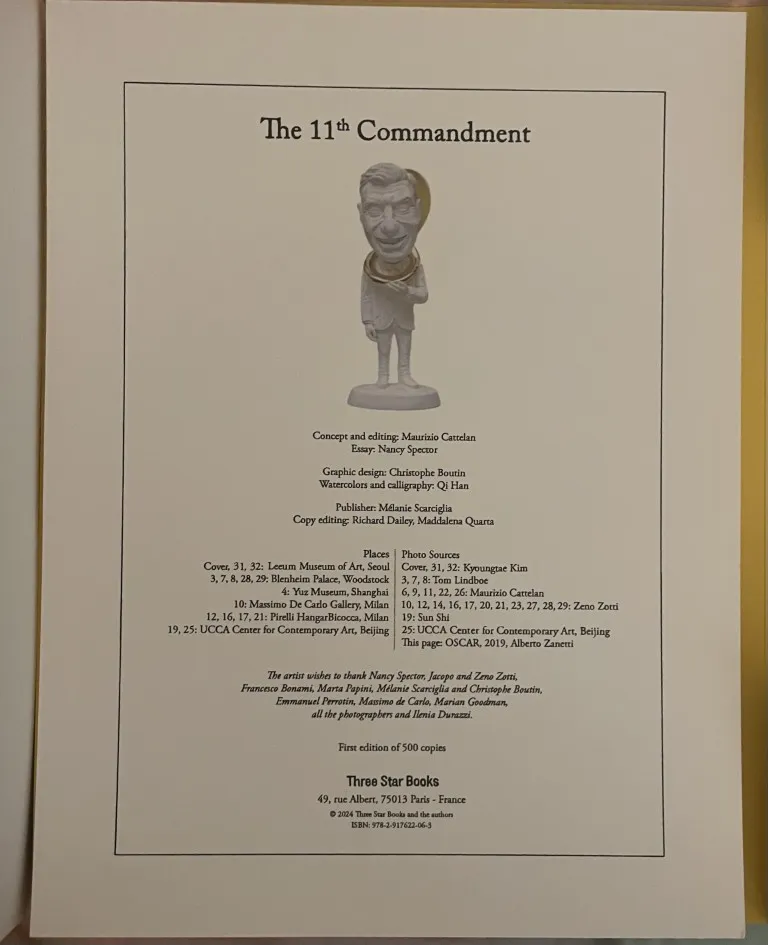 The 11th Commandment
Concept and editing: Maurizio Cattelan
Essay: Nancy Spector
Graphic design: Christophe Boutin
Watercolors and calligraphy: Qi Han
Publisher: Mélanie Scarciglia
Copy editing: Richard Dailey, Maddalena Quarta
Places
Cover, 31, 32: Leeum Museum of Art, Seoul
3, 7, 8, 28, 29: Blenheim Palace, Woodstock
4: Yuz Museum, Shanghai
10: Massimo De Carlo Gallery, Milan
12, 16, 17, 21: Pirelli HangarBicocca, Milan
19, 25: UCCA Center for Contemporary Art, Beijing
Photo Sources
Cover, 31, 32: Kyoungtae Kim
3, 7, 8: Tom Lindboe
6, 9, 11, 22, 26: Maurizio Cattelan
10, 12, 14, 16, 17, 20, 21, 23, 27, 28, 29: Zeno Zotti
19: Sun Shi
25: UCCA Center for Contemporary Art, Beijing
This page: OSCAR, 2019, Alberto Zanetti
The artist wishes to thank Nancy Spector, Jacopo and Zeno Zotti,
Francesco Bonami, Marta Papini, Mélanie Scarciglia and Christophe Boutin,
Emmanuel Perrotin, Massimo de Carlo, Marian Goodman,
all the photographers and Ilenia Durazzi.
First edition of 500 copies
Three Star Books
49, rue Albert, 75013 Paris - France
© 2024 Three Star Books and the authors
ISBN: 978-2-917622-06-3